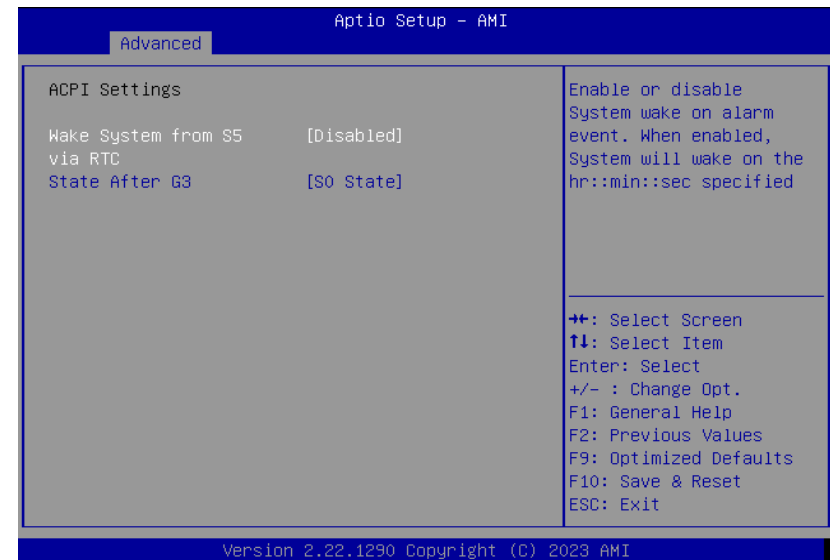 Aptio Setup – AMI
Advanced
ACPI Settings
Wake System from S5 [Disabled]
via RTC
State After G3 [S0 State]
Enable or disable
System wake on alarm
event. When enabled,
System will wake on the
hr::min::sec specified
→←: Select Screen
↑↓: Select Item
Enter: Select
+/- : Change Opt.
F1: General Help
F2: Previous Values
F9: Optimized Defaults
F10: Save & Reset
ESC: Exit
Version 2.22.1290 Copyright (C) 2023 AMI